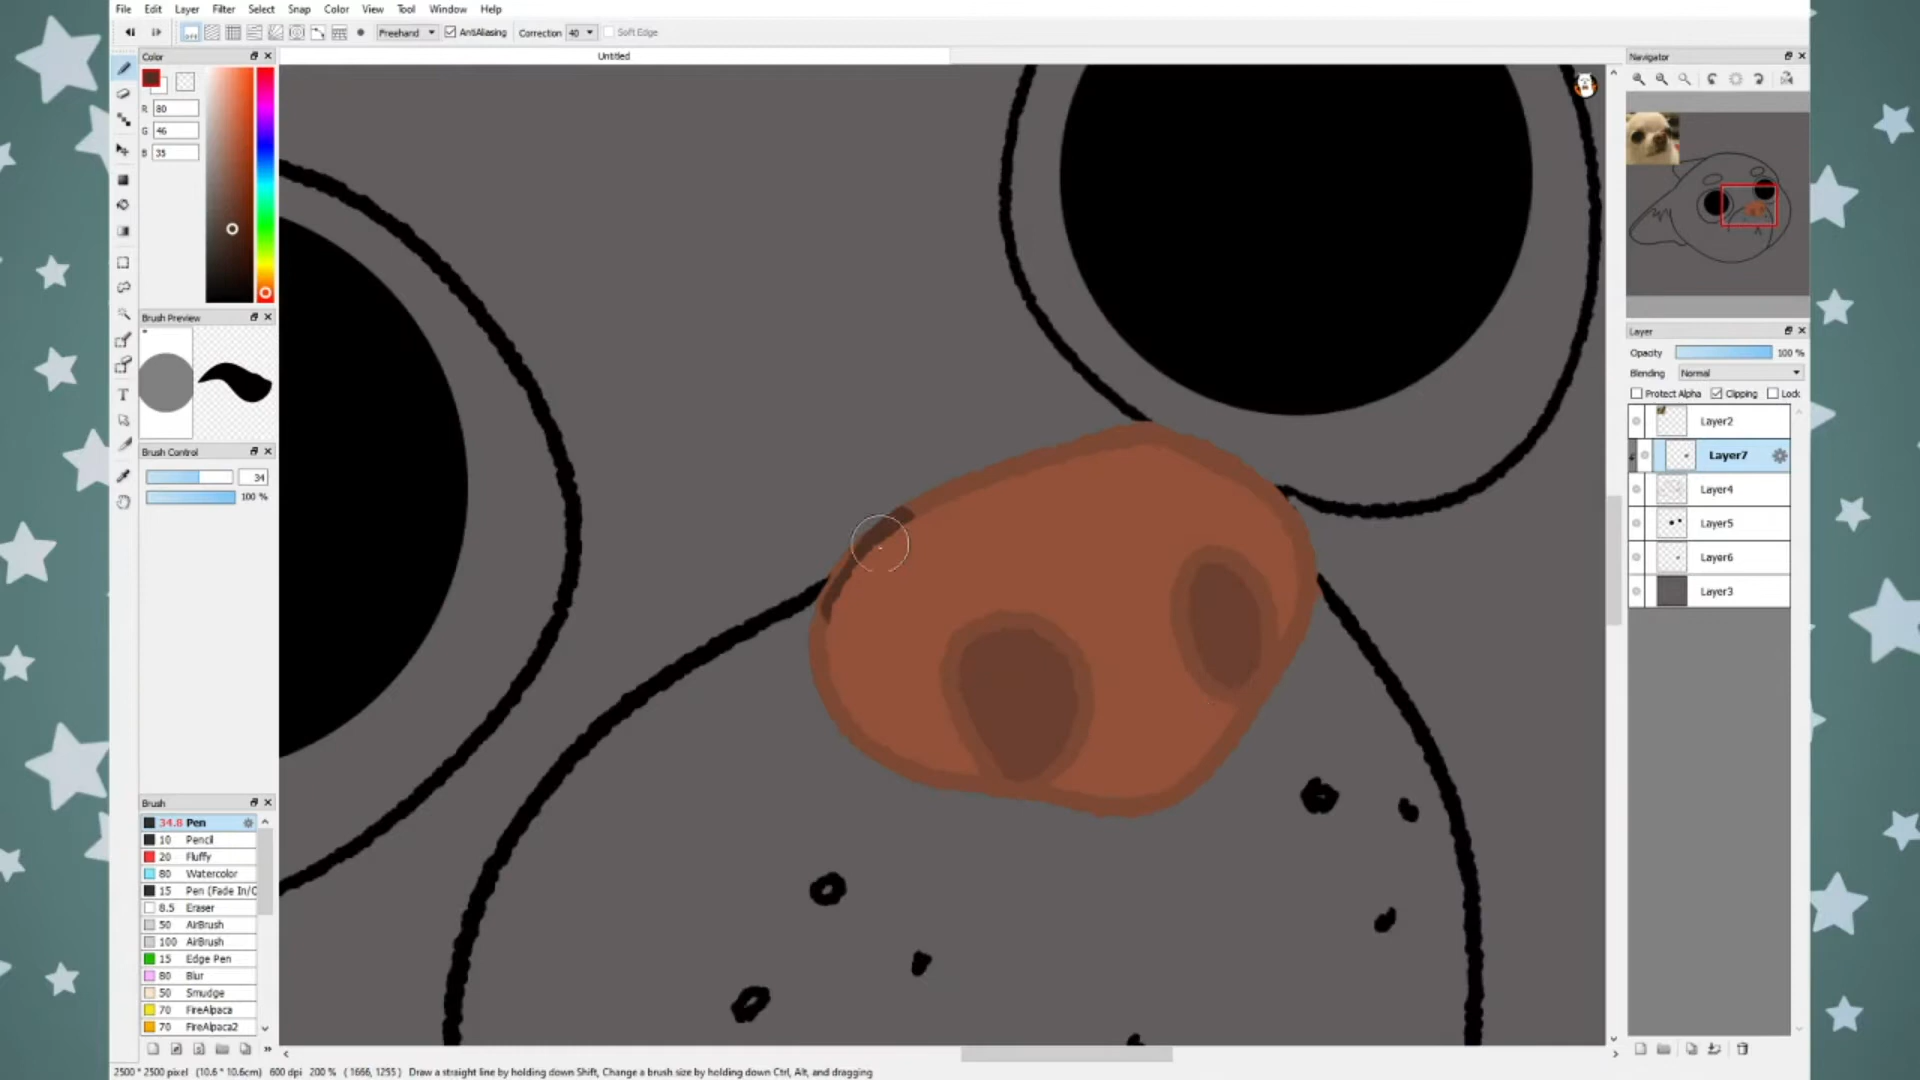 File Edit Layer Filter Select Snap Color View Tool Window Help
Freehand AntiAliasing Correction 40 Soft Edge
Untitled
Color
R 80
G 46
B 35
Brush Preview
Brush Control
34
100 %
Brush
34.8 Pen
10 Pencil
20 Fluffy
80 Watercolor
15 Pen (Fade In/O
8.5 Eraser
50 AirBrush
100 AirBrush
15 Edge Pen
80 Blur
50 Smudge
70 FireAlpaca
70 FireAlpaca2
Navigator
Layer
Opacity 100 %
Blending Normal
Protect Alpha Clipping Lock
Layer2
Layer7
Layer4
Layer5
Layer6
Layer3
2500 * 2500 pixel (10.6 * 10.6cm) 600 dpi 200 % ( 1666, 1255 ) Draw a straight line by holding down Shift, Change a brush size by holding down Ctrl, Alt, and dragging